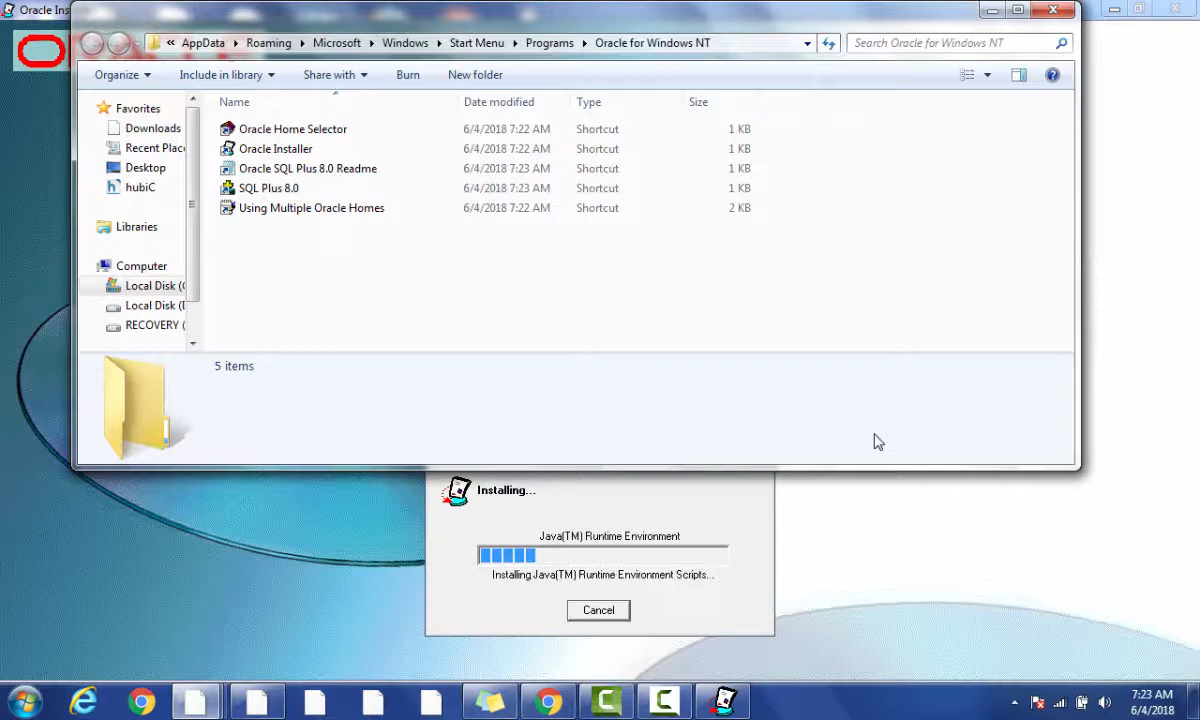 Oracle Inst
« AppData Roaming Microsoft Windows Start Menu Programs Oracle for Windows NT
Search Oracle for Windows NT
Organize Include in library Share with Burn New folder
Name Date modified Type Size
Favorites
Downloads
Recent Place
Desktop
hubiC
Libraries
Computer
Local Disk (C
Local Disk (D
RECOVERY (
Oracle Home Selector 6/4/2018 7:22 AM Shortcut 1 KB
Oracle Installer 6/4/2018 7:22 AM Shortcut 1 KB
Oracle SQL Plus 8.0 Readme 6/4/2018 7:23 AM Shortcut 1 KB
SQL Plus 8.0 6/4/2018 7:23 AM Shortcut 1 KB
Using Multiple Oracle Homes 6/4/2018 7:22 AM Shortcut 2 KB
5 items
Installing...
Java(TM) Runtime Environment
Installing Java(TM) Runtime Environment Scripts...
Cancel
7:23 AM
6/4/2018